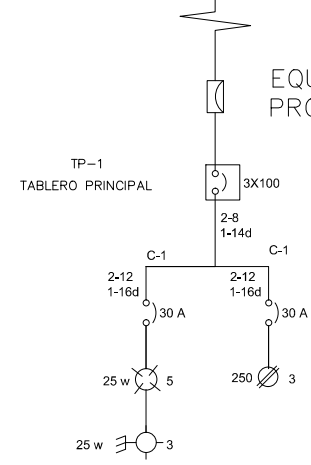 EQU
PRO
TP-1
TABLERO PRINCIPAL
3X100
2-8
1-14d
C-1
C-1
2-12
1-16d
2-12
1-16d
30 A
30 A
25 w
5
250
3
25 w
3